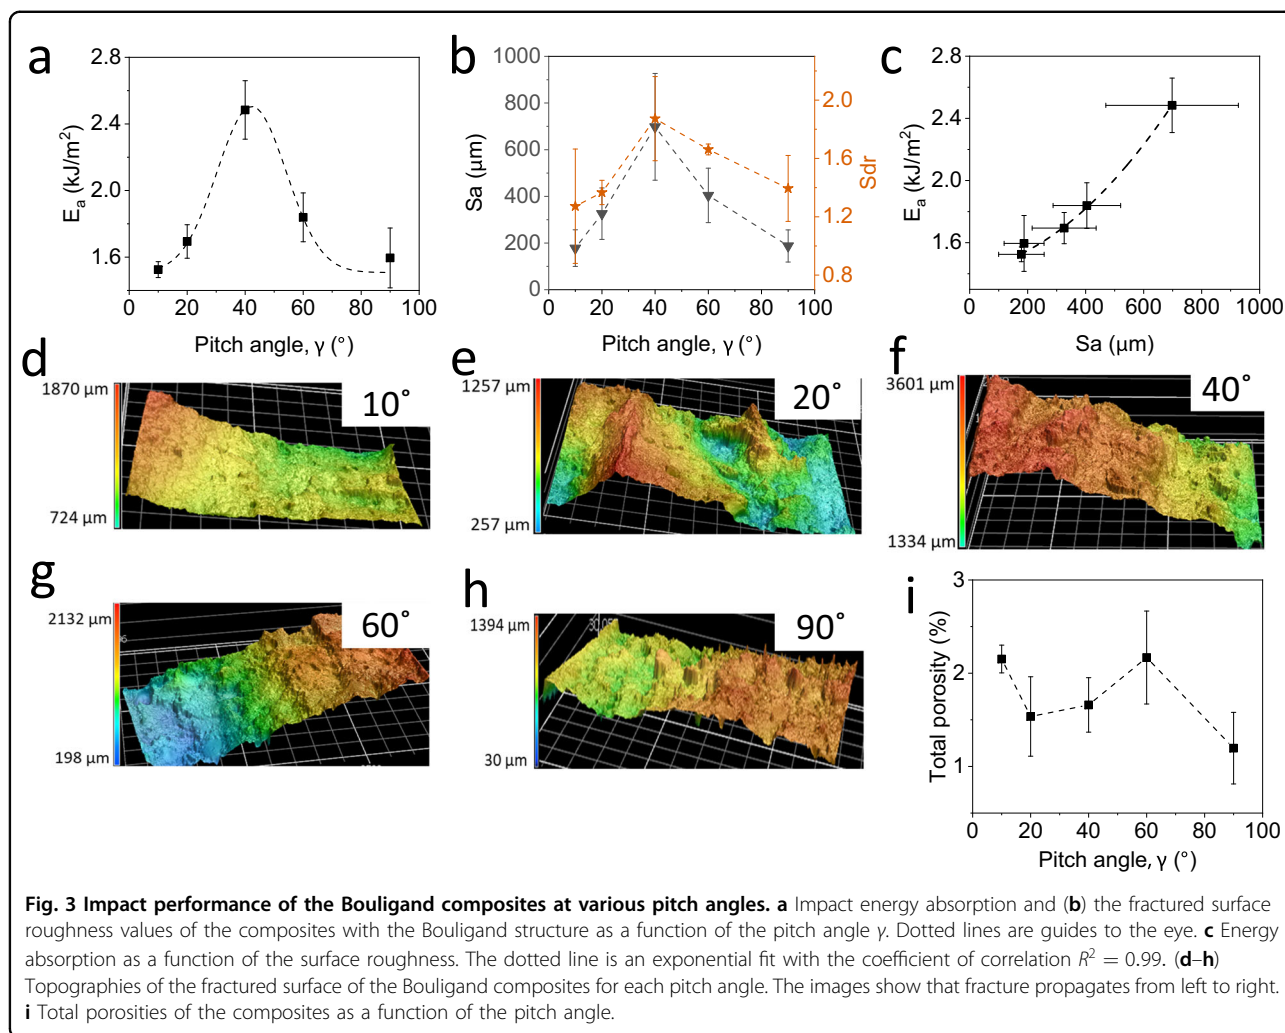 a
2.8
2.4
2.0
1.6
Eₐ (kJ/m²)
0 20 40 60 80 100
Pitch angle, γ (°)
b
1000
800
600
400
200
0
Sa (µm)
2.0
1.6
1.2
0.8
Sdr
0 20 40 60 80 100
Pitch angle, γ (°)
c
2.8
2.4
2.0
1.6
Eₐ (kJ/m²)
0 200 400 600 800 1000
Sa (µm)
d
1870 µm
724 µm
10°
e
1257 µm
257 µm
20°
f
3601 µm
1334 µm
40°
g
2132 µm
198 µm
60°
h
1394 µm
30 µm
90°
i
3
2
1
Total porosity (%)
0 20 40 60 80 100
Pitch angle, γ (°)
Fig. 3 Impact performance of the Bouligand composites at various pitch angles. a Impact energy absorption and (b) the fractured surface
roughness values of the composites with the Bouligand structure as a function of the pitch angle γ. Dotted lines are guides to the eye. c Energy
absorption as a function of the surface roughness. The dotted line is an exponential fit with the coefficient of correlation R² = 0.99. (d–h)
Topographies of the fractured surface of the Bouligand composites for each pitch angle. The images show that fracture propagates from left to right.
i Total porosities of the composites as a function of the pitch angle.